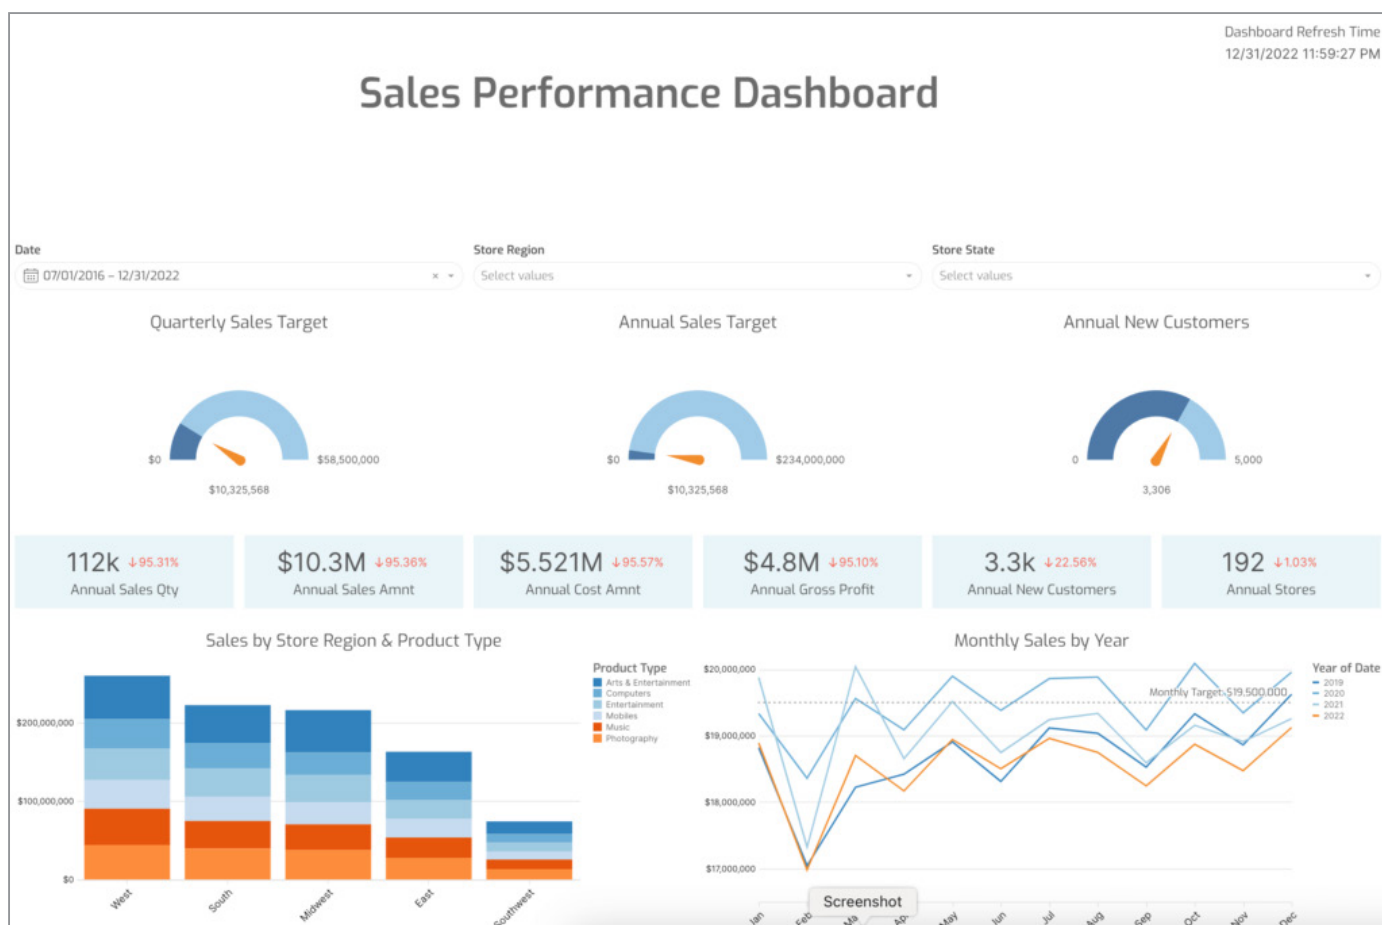 Dashboard Refresh Time
12/31/2022 11:59:27 PM
Sales Performance Dashboard
Date
Store Region
Store State
07/01/2016 – 12/31/2022
Select values
Select values
Quarterly Sales Target
Annual Sales Target
Annual New Customers
$0
$58,500,000
$10,325,568
$0
$234,000,000
$10,325,568
0
5,000
3,306
112k ↓95.31%
Annual Sales Qty
$10.3M ↓95.36%
Annual Sales Amnt
$5.521M ↓95.57%
Annual Cost Amnt
$4.8M ↓95.10%
Annual Gross Profit
3.3k ↓22.56%
Annual New Customers
192 ↓1.03%
Annual Stores
Sales by Store Region & Product Type
Product Type
Arts & Entertainment
Computers
Entertainment
Mobiles
Music
Photography
$200,000,000
$100,000,000
$0
West
South
Midwest
East
Southwest
Monthly Sales by Year
Year of Date
2019
2020
2021
2022
$20,000,000
Monthly Target: $19,500,000
$19,000,000
$18,000,000
$17,000,000
Jan
Feb
Ma
Ap
May
Jun
Jul
Aug
Sep
Oct
Nov
Dec
Screenshot